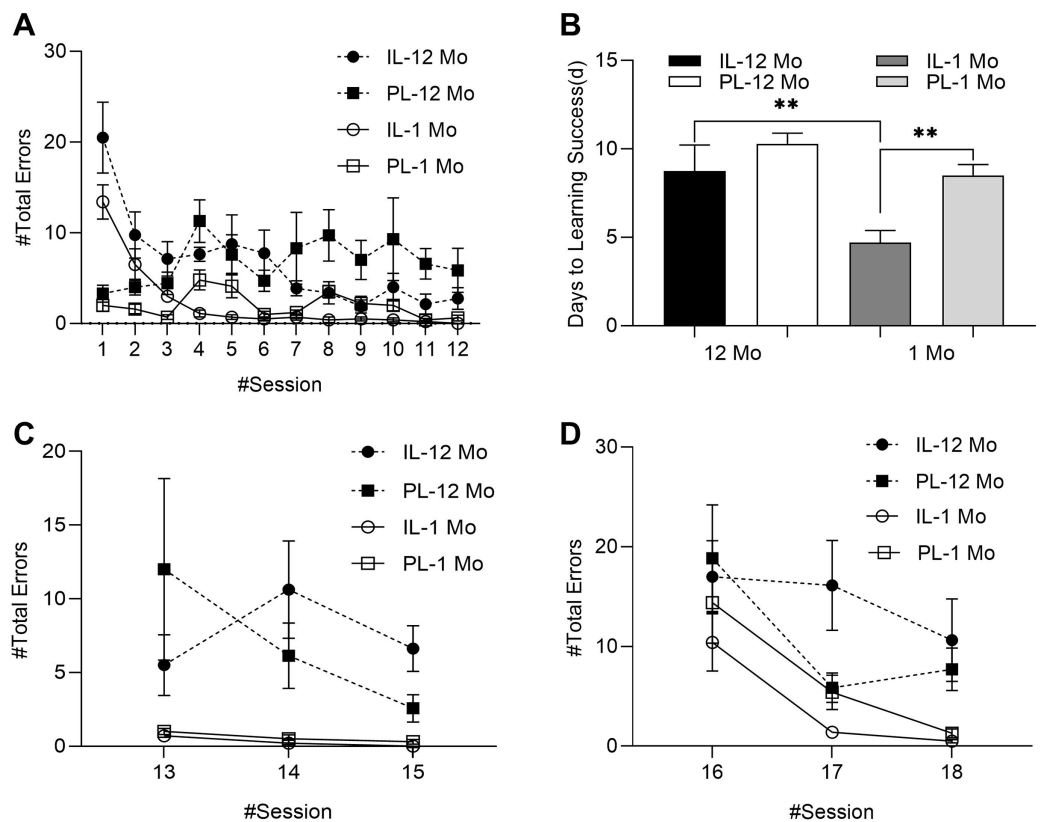 A
30
20
10
0
#Total Errors
IL-12 Mo
PL-12 Mo
IL-1 Mo
PL-1 Mo
1 2 3 4 5 6 7 8 9 10 11 12
#Session
B
15
10
5
0
Days to Learning Success(d)
IL-12 Mo
PL-12 Mo
IL-1 Mo
PL-1 Mo
**
**
12 Mo 1 Mo
C
20
15
10
5
0
#Total Errors
IL-12 Mo
PL-12 Mo
IL-1 Mo
PL-1 Mo
13 14 15
#Session
D
30
20
10
0
#Total Errors
IL-12 Mo
PL-12 Mo
IL-1 Mo
PL-1 Mo
16 17 18
#Session